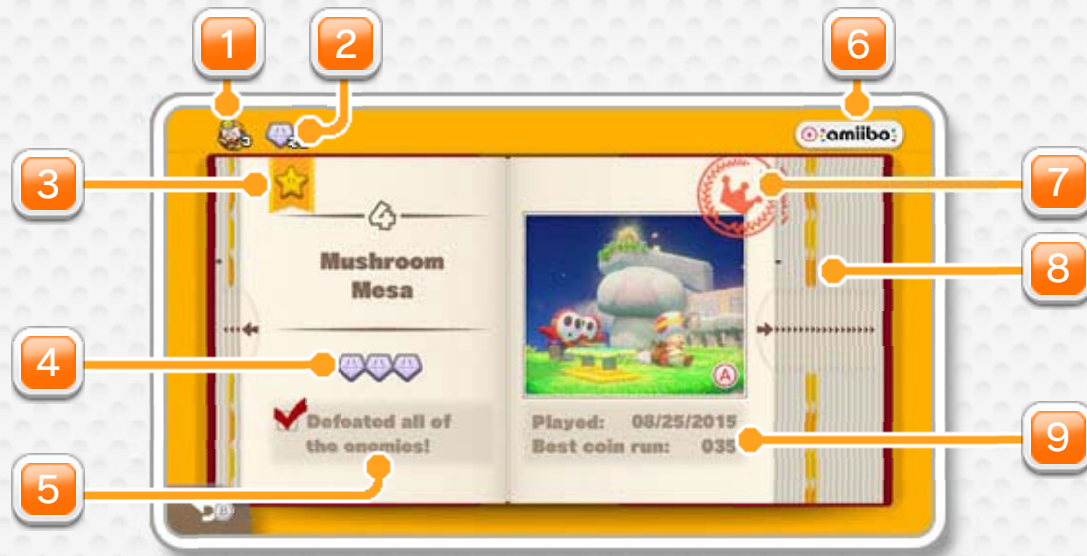 1
2
6
amiibo
3
7
4
Mushroom
Mesa
8
4
A
Defeated all of
the enemies!
Played: 08/25/2015
Best coin run: 035
9
5
B